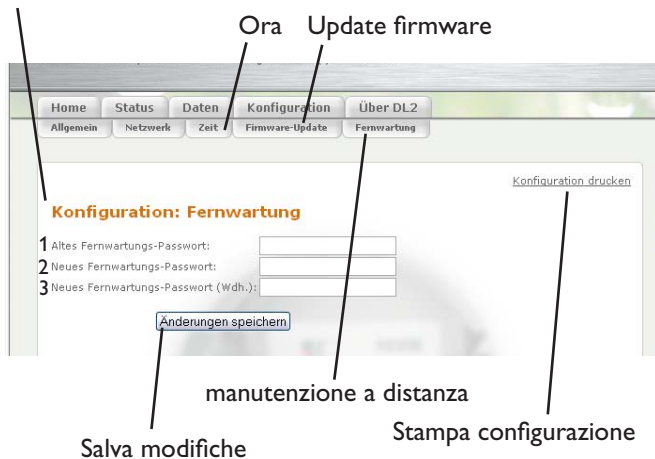 Ora Update firmware
Home Status Daten Konfiguration Über DL2
Allgemein Netzwerk Zeit Firmware-Update Fernwartung
Konfiguration drucken
Konfiguration: Fernwartung
1 Altes Fernwartungs-Passwort:
2 Neues Fernwartungs-Passwort:
3 Neues Fernwartungs-Passwort (Wdh.):
Änderungen speichern
manutenzione a distanza
Stampa configurazione
Salva modifiche